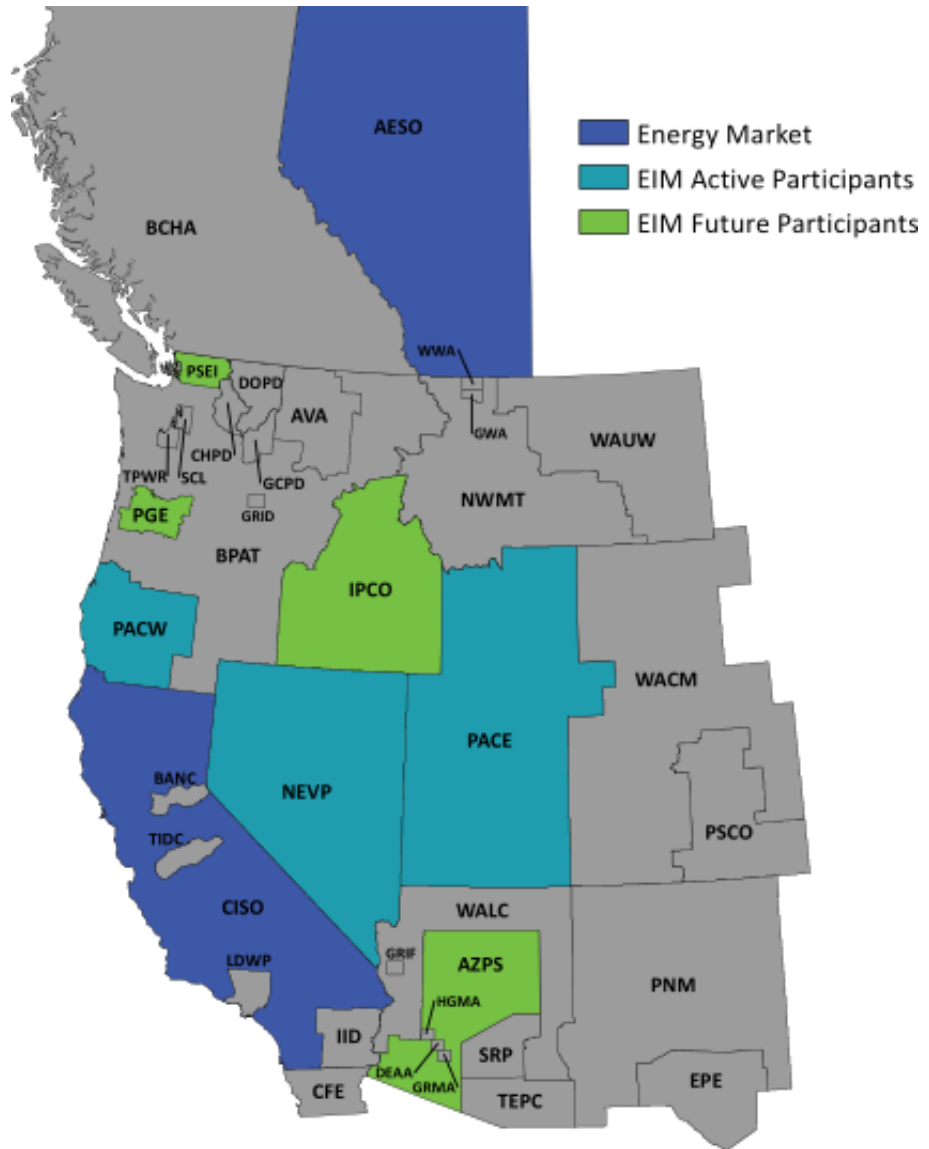 AESO
Energy Market
EIM Active Participants
EIM Future Participants
BCHA
WWA
PSEI
DOPD
AVA
GWA
WAUW
CHPD
TPWR
SCL
GCPD
NWMT
PGE
GRID
BPAT
IPCO
PACW
WACM
PACE
BANC
NEVP
PSCO
TIDC
CISO
WALC
LDWP
GRIF
AZPS
PNM
HGMA
IID
SRP
DEAA
GRMA
EPE
CFE
TEPC